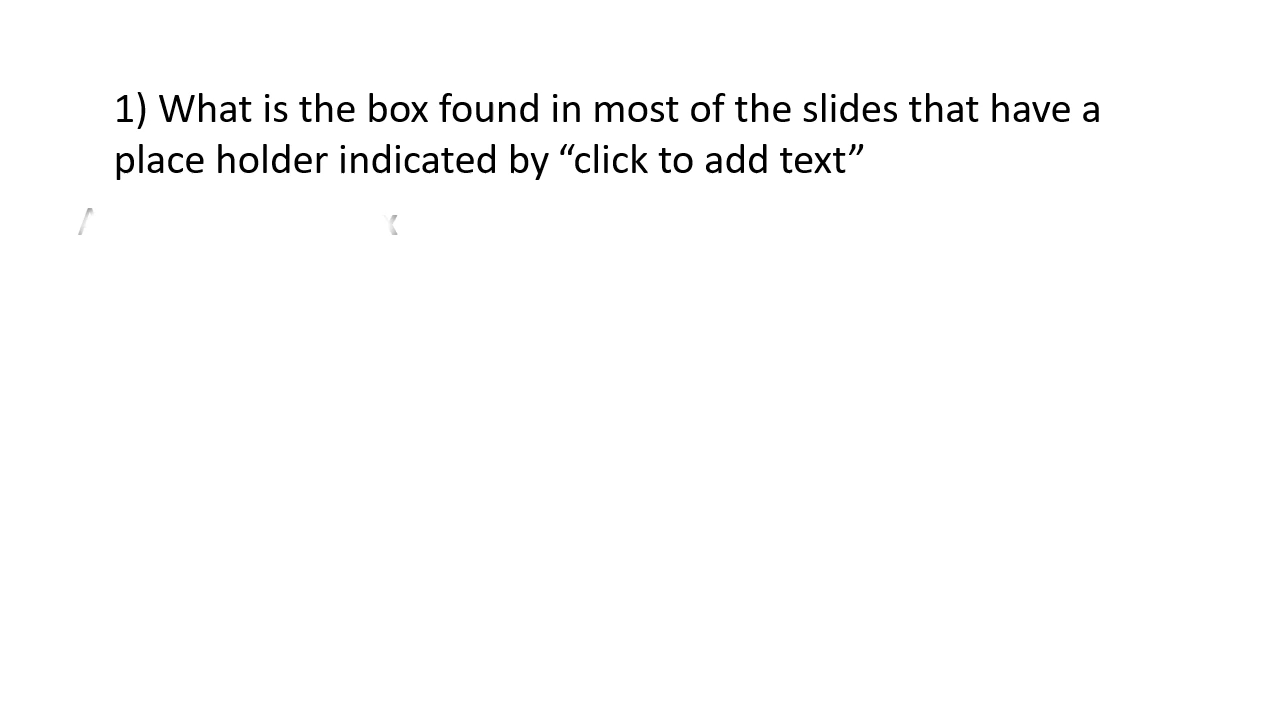 1) What is the box found in most of the slides that have a
place holder indicated by “click to add text”